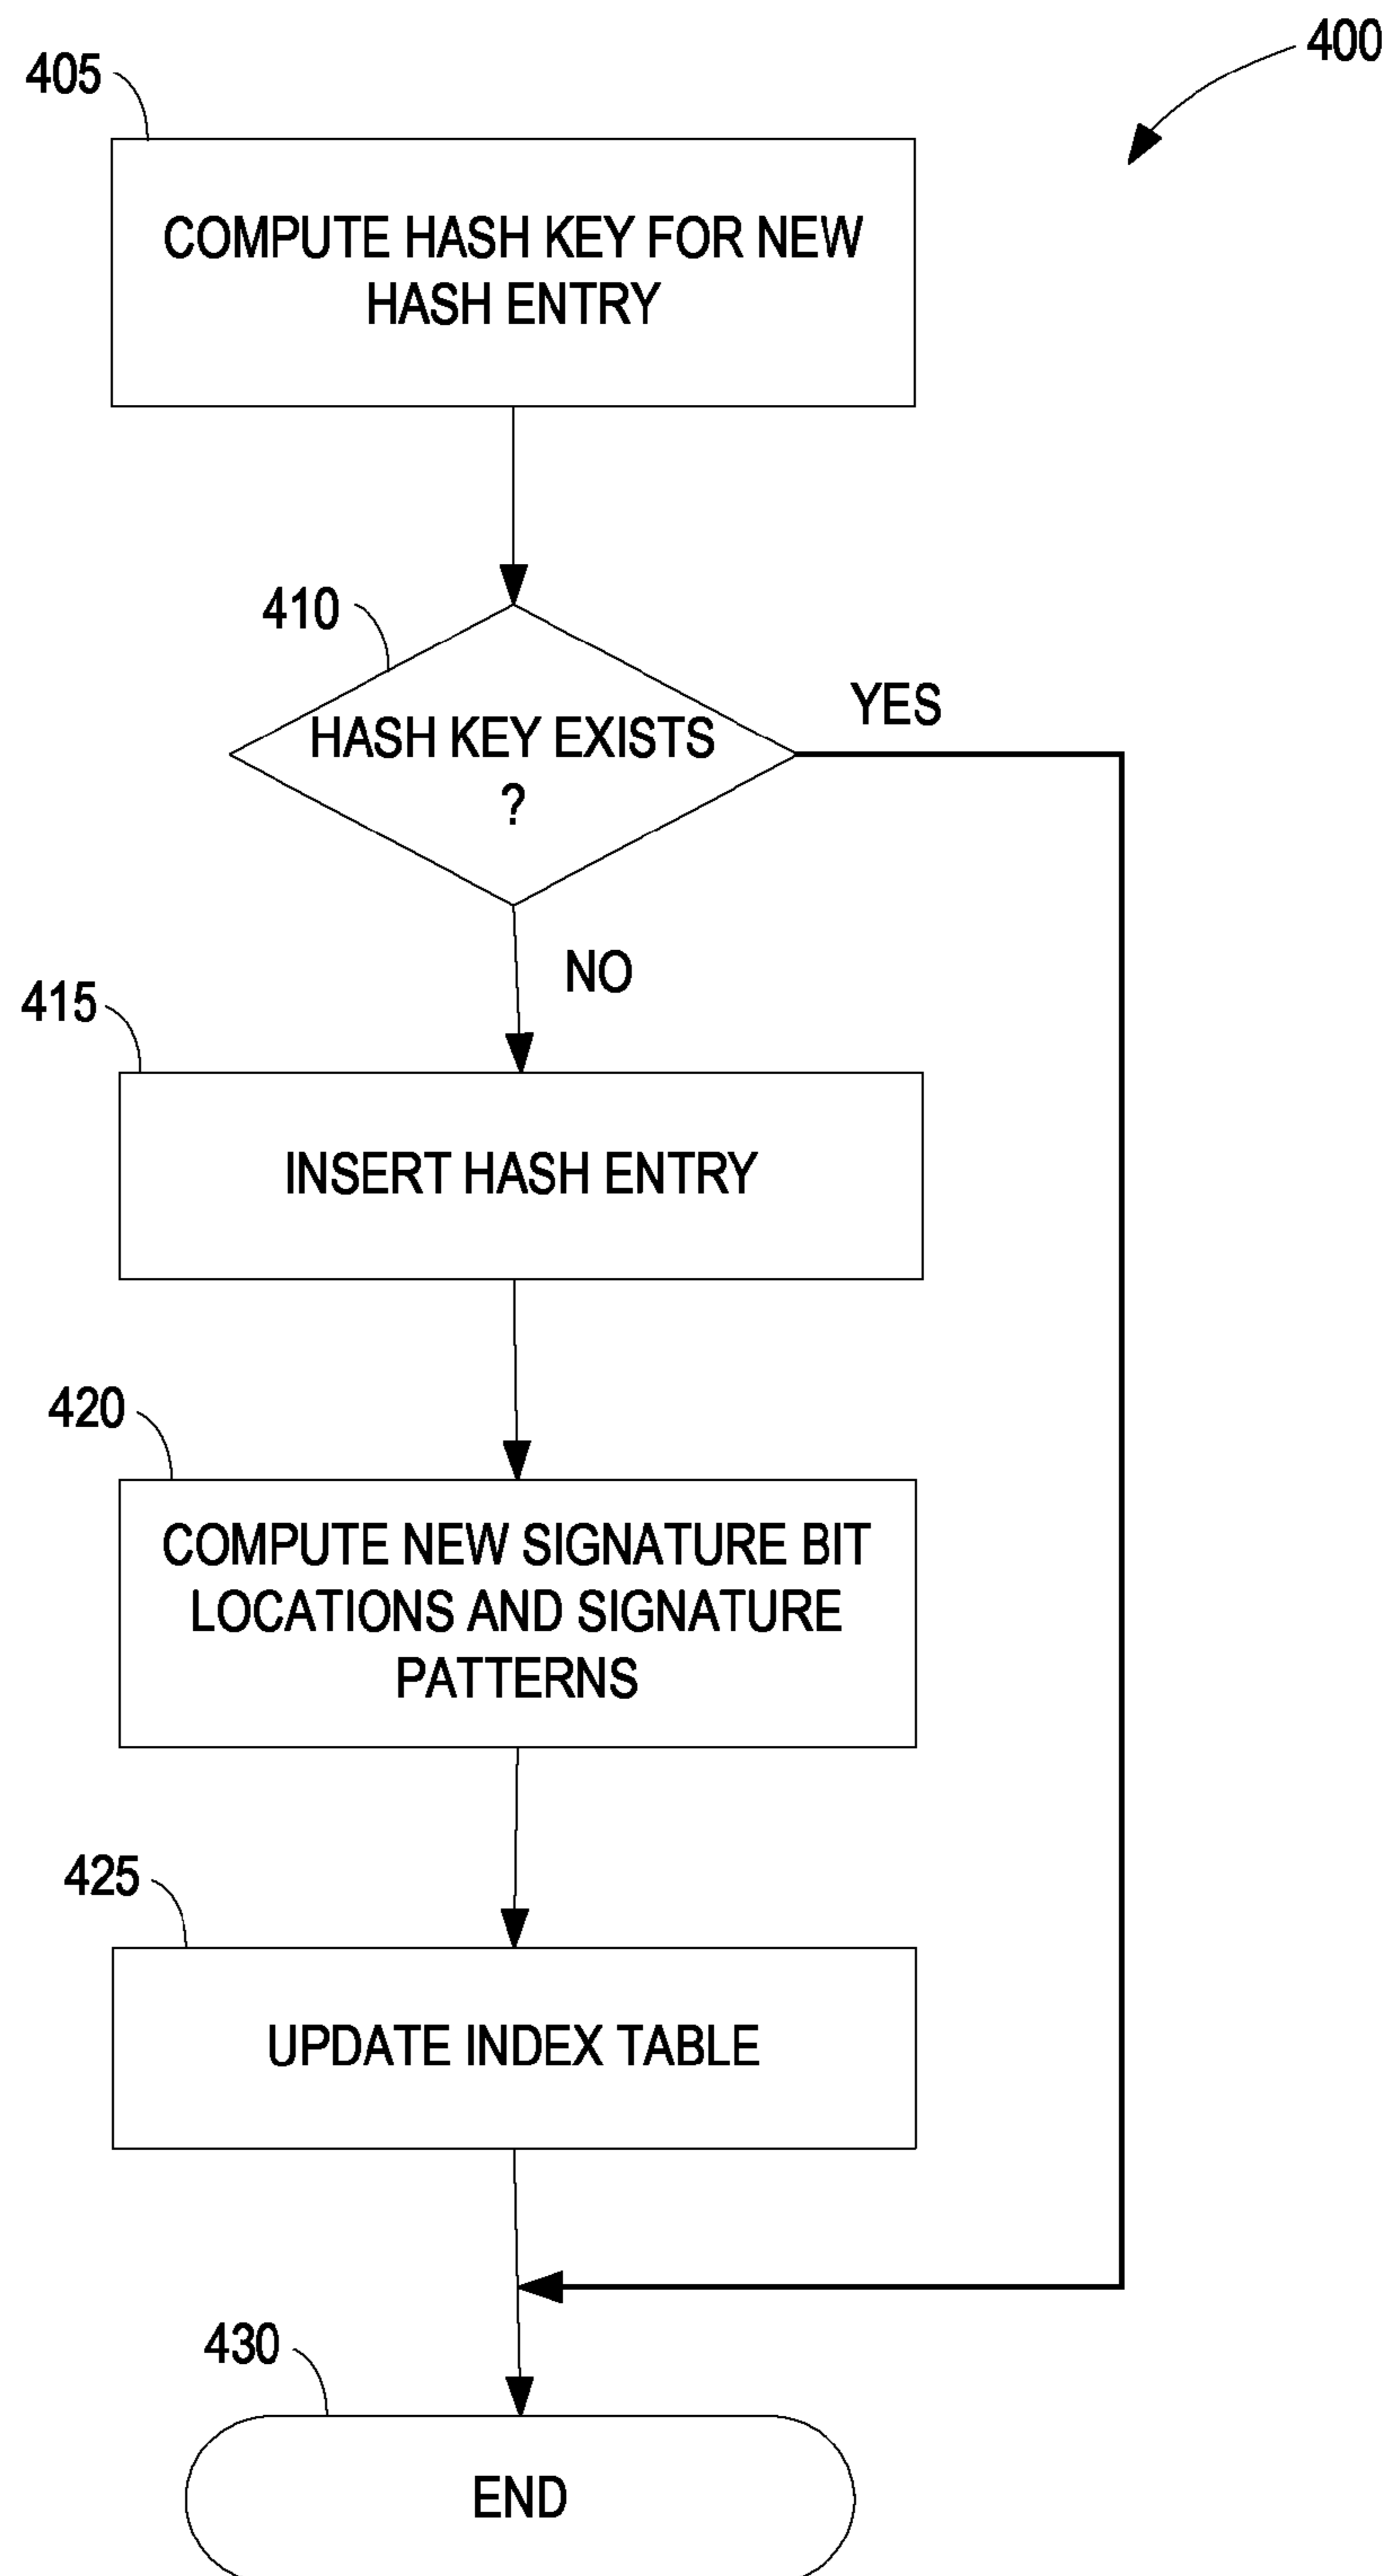 400
405
COMPUTE HASH KEY FOR NEW
HASH ENTRY
410
HASH KEY EXISTS
?
YES
NO
415
INSERT HASH ENTRY
420
COMPUTE NEW SIGNATURE BIT
LOCATIONS AND SIGNATURE
PATTERNS
425
UPDATE INDEX TABLE
430
END